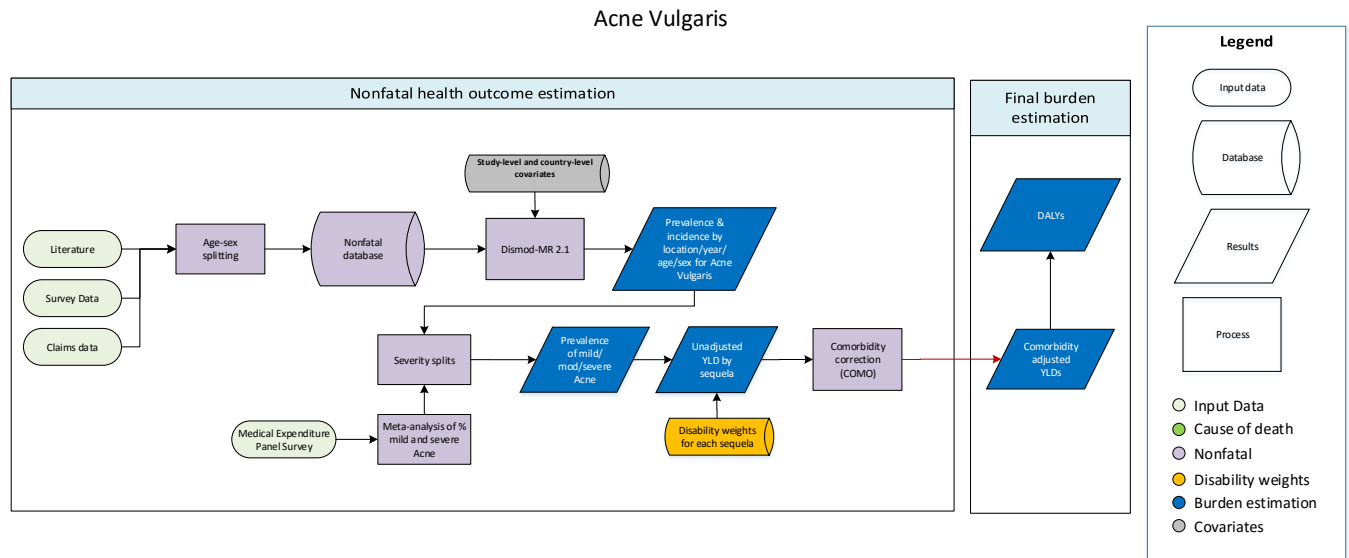 Acne Vulgaris
Nonfatal health outcome estimation
Final burden
estimation
Legend
Input data
Database
Results
Process
Input Data
Cause of death
Nonfatal
Disability weights
Burden estimation
Covariates
Study-level and country-level
covariates
Literature
Survey Data
Claims data
Age-sex
splitting
Nonfatal
database
Dismod-MR 2.1
Prevalence &
incidence by
location/year/
age/sex for Acne
Vulgaris
Severity splits
Prevalence
of mild/
mod/severe
Acne
Unadjusted
YLD by
sequela
Comorbidity
correction
(COMO)
Comorbidity
adjusted
YLDs
DALYs
Medical Expenditure
Panel Survey
Meta-analysis of %
mild and severe
Acne
Disability weights
for each sequela